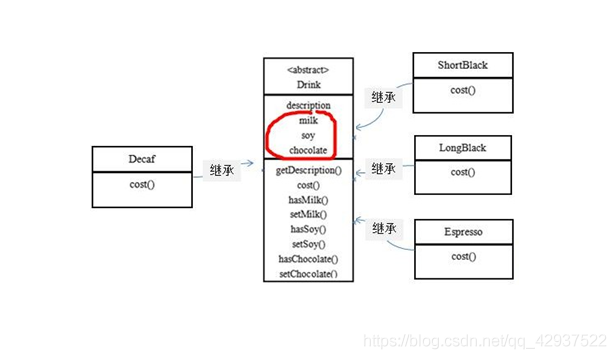 <abstract>
Drink
description
milk
soy
chocolate
getDescription()
cost()
hasMilk()
setMilk()
hasSoy()
setSoy()
hasChocolate()
setChocolate()
Decaf
cost()
继承
继承
ShortBlack
cost()
继承
LongBlack
cost()
继承
Espresso
cost()
https://blog.csdn.net/qq_42937522